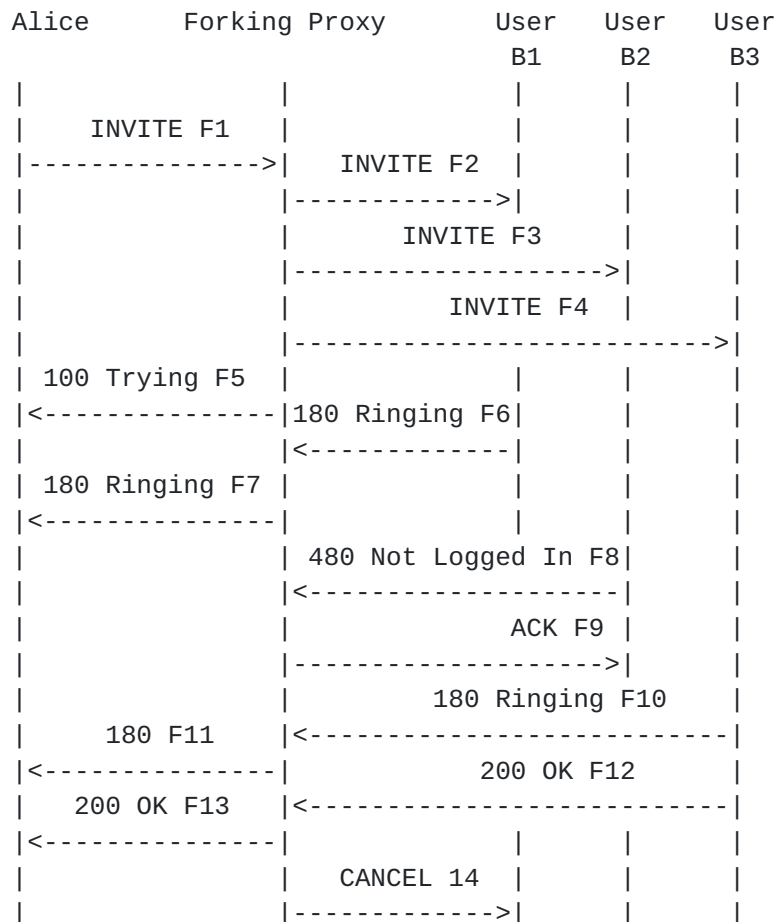 Alice      Forking Proxy       User   User   User
                                B1     B2     B3
|                |              |      |      |
|    INVITE F1   |              |      |      |
|--------------->|   INVITE F2  |      |      |
|                |------------->|      |      |
|                |       INVITE F3     |      |
|                |-------------------->|      |
|                |          INVITE F4  |      |
|                |--------------------------->|
| 100 Trying F5  |              |      |      |
|<---------------|180 Ringing F6|      |      |
|                |<-------------|      |      |
| 180 Ringing F7 |              |      |      |
|<---------------|              |      |      |
|                | 480 Not Logged In F8|      |
|                |<--------------------|      |
|                |              ACK F9 |      |
|                |-------------------->|      |
|                |         180 Ringing F10    |
|     180 F11    |<---------------------------|
|<---------------|            200 OK F12      |
|   200 OK F13   |<---------------------------|
|<---------------|              |      |      |
|                |   CANCEL 14  |      |      |
|                |------------->|      |      |